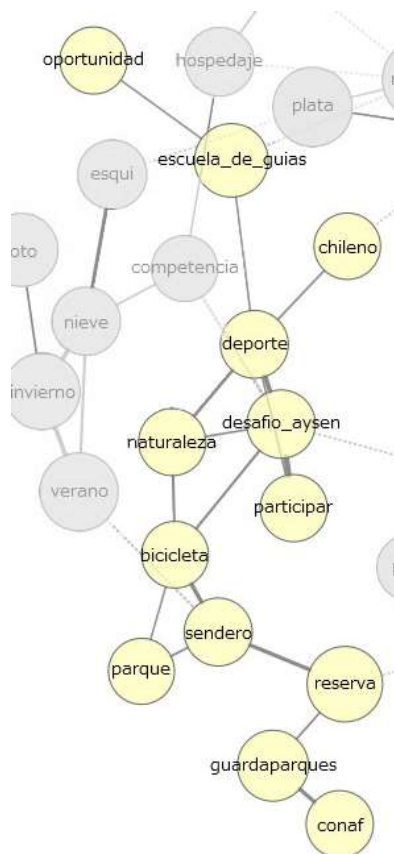 oportunidad
hospedaje
plata
escuela_de_guias
esqui
chileno
oto
competencia
nieve
deporte
invierno
desafio_aysen
naturaleza
verano
participar
bicicleta
sendero
parque
reserva
guardaparques
conaf